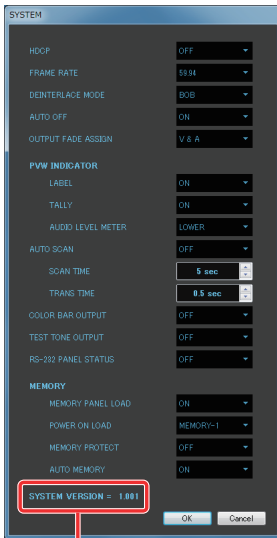 SYSTEM
HDCP OFF
FRAME RATE 59.94
DEINTERLACE MODE BOB
AUTO OFF ON
OUTPUT FADE ASSIGN V & A
PVW INDICATOR
LABEL ON
TALLY ON
AUDIO LEVEL METER LOWER
AUTO SCAN OFF
SCAN TIME 5 sec
TRANS TIME 0.5 sec
COLOR BAR OUTPUT OFF
TEST TONE OUTPUT OFF
RS-232 PANEL STATUS OFF
MEMORY
MEMORY PANEL LOAD ON
POWER ON LOAD MEMORY-1
MEMORY PROTECT OFF
AUTO MEMORY ON
SYSTEM VERSION = 1.001
OK Cancel